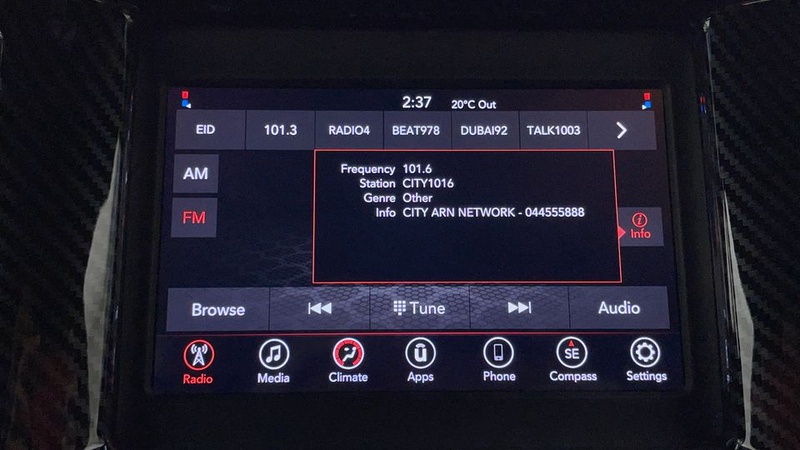 2:37 20°C Out
EID 101.3 RADIO4 BEAT978 DUBAI92 TALK1003
AM
FM
Frequency 101.6
Station CITY1016
Genre Other
Info CITY ARN NETWORK - 044555888
Info
Browse Tune Audio
SE
Radio Media Climate Apps Phone Compass Settings